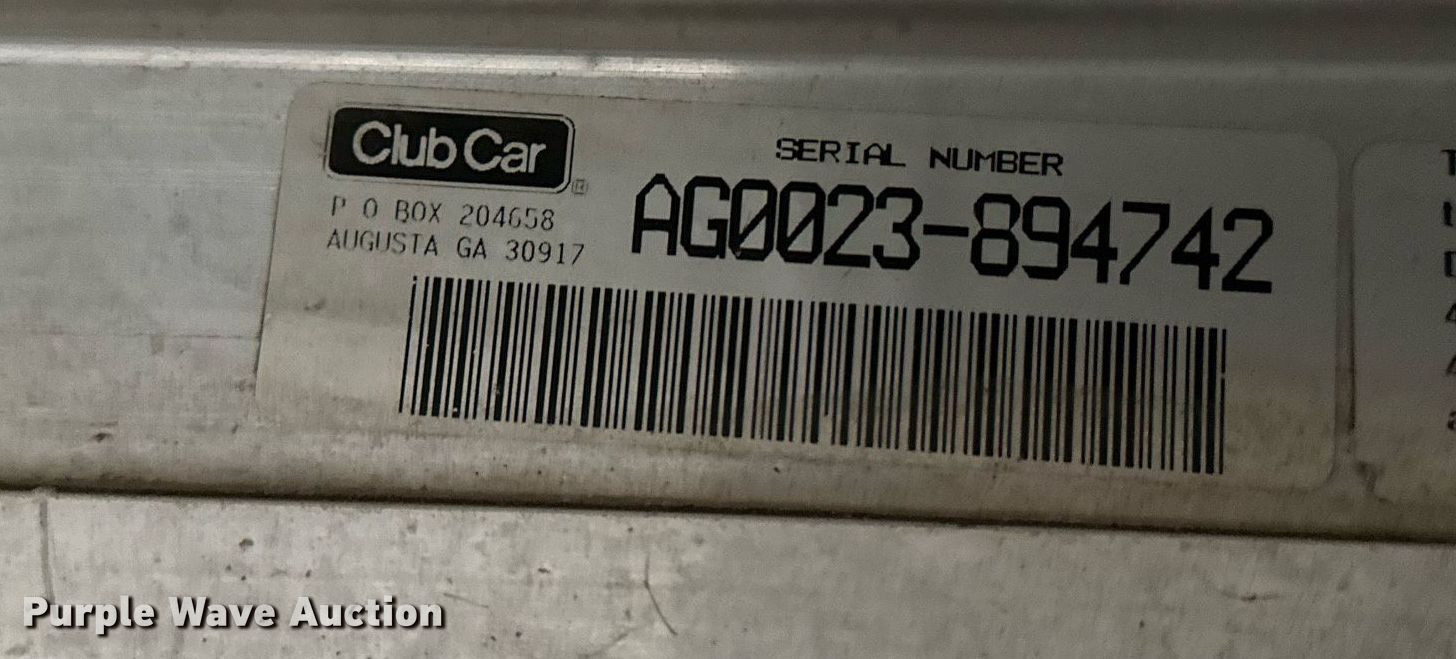 Club Car
®
P O BOX 204658
AUGUSTA GA 30917
SERIAL NUMBER
AG0023-894742
Purple Wave Auction